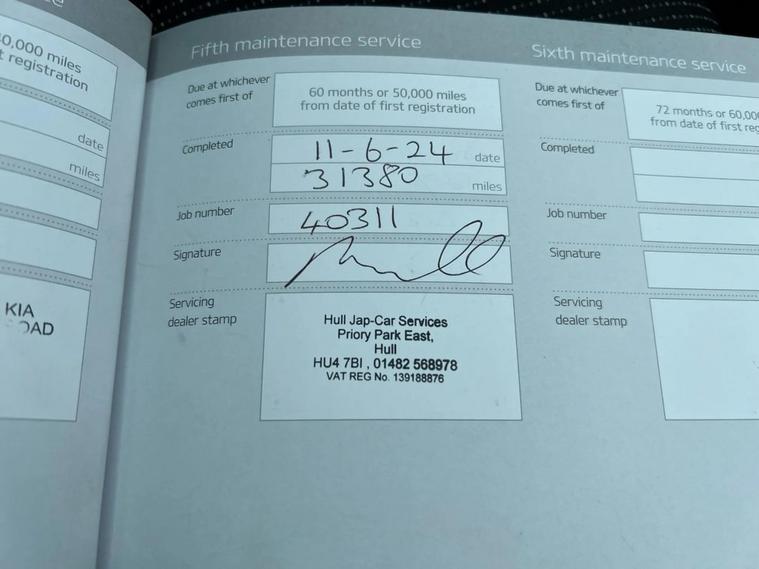 0,000 miles
t registration
date
miles
KIA
OAD
Fifth maintenance service
Due at whichever
comes first of
60 months or 50,000 miles
from date of first registration
Completed
11-6-24 date
31380 miles
Job number
40311
Signature
Servicing
dealer stamp
Hull Jap-Car Services
Priory Park East,
Hull
HU4 7BI , 01482 568978
VAT REG No. 139188876
Sixth maintenance service
Due at whichever
comes first of
72 months or 60,00
from date of first reg
Completed
Job number
Signature
Servicing
dealer stamp